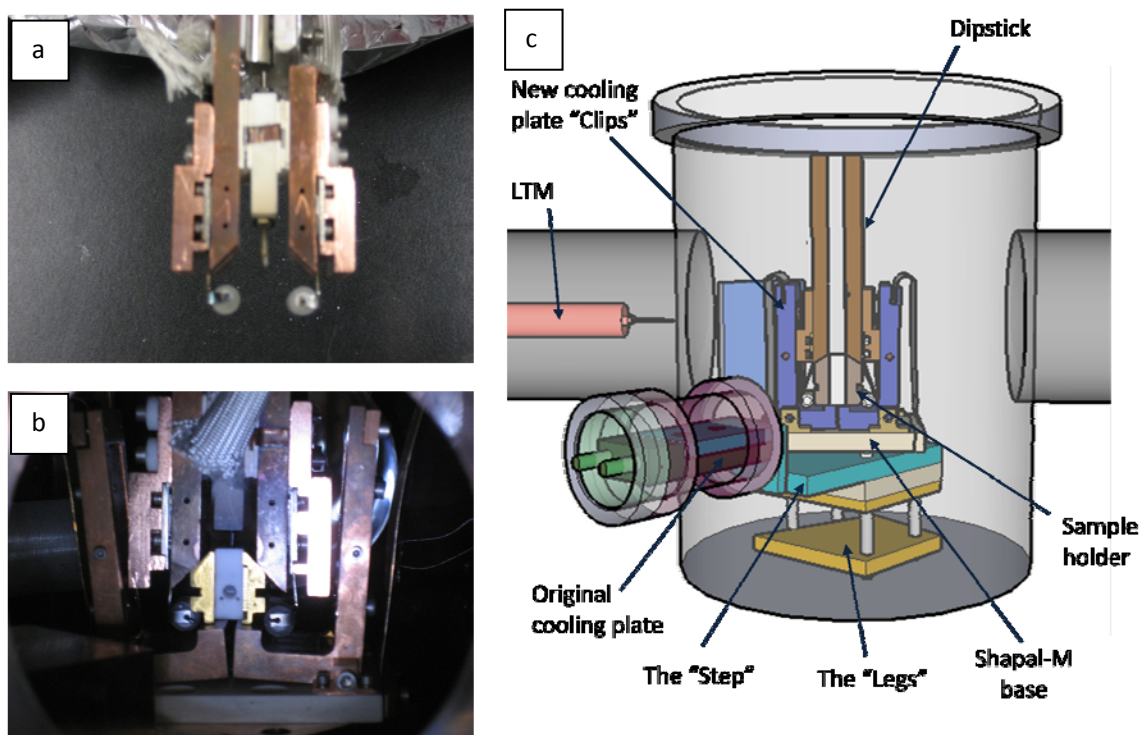 a
b
c
Dipstick
New cooling
plate “Clips”
LTM
Original
cooling plate
The “Step”
The “Legs”
Shapal-M
base
Sample
holder